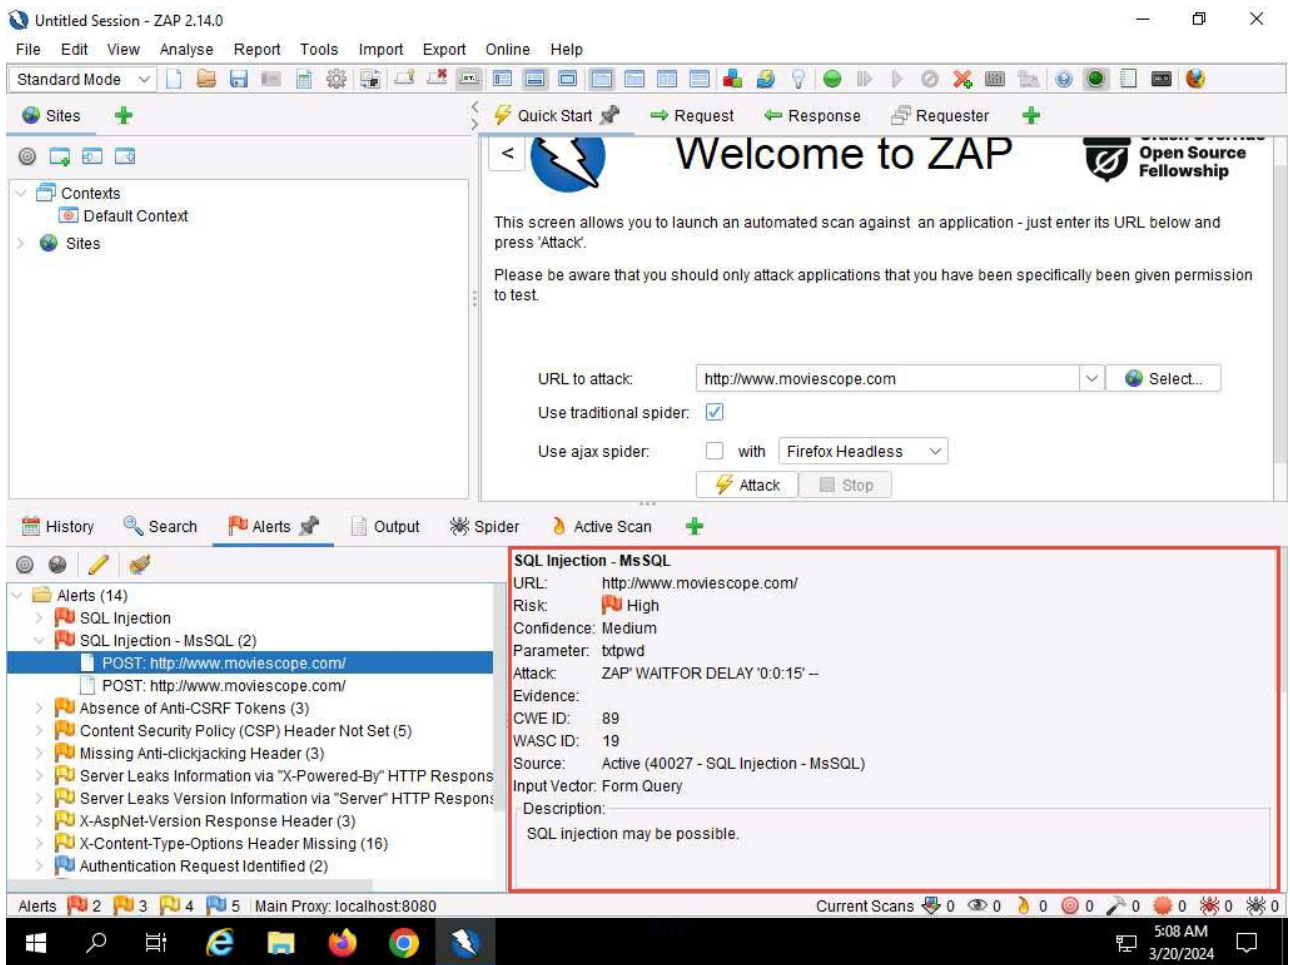 Untitled Session - ZAP 2.14.0
File Edit View Analyse Report Tools Import Export Online Help
Standard Mode
Sites
Quick Start Request Response Requester
< Welcome to ZAP
Open Source
Fellowship
Contexts
Default Context
Sites
This screen allows you to launch an automated scan against an application - just enter its URL below and
press 'Attack'.
Please be aware that you should only attack applications that you have been specifically been given permission
to test.
URL to attack: http://www.moviescope.com Select...
Use traditional spider:
Use ajax spider: with Firefox Headless
Attack Stop
History Search Alerts Output Spider Active Scan
Alerts (14)
SQL Injection
SQL Injection - MsSQL (2)
POST: http://www.moviescope.com/
POST: http://www.moviescope.com/
Absence of Anti-CSRF Tokens (3)
Content Security Policy (CSP) Header Not Set (5)
Missing Anti-clickjacking Header (3)
Server Leaks Information via "X-Powered-By" HTTP Respons
Server Leaks Version Information via "Server" HTTP Respons
X-AspNet-Version Response Header (3)
X-Content-Type-Options Header Missing (16)
Authentication Request Identified (2)
SQL Injection - MsSQL
URL: http://www.moviescope.com/
Risk: High
Confidence: Medium
Parameter: txtpwd
Attack: ZAP' WAITFOR DELAY '0:0:15' --
Evidence:
CWE ID: 89
WASC ID: 19
Source: Active (40027 - SQL Injection - MsSQL)
Input Vector: Form Query
Description:
SQL injection may be possible.
Alerts 2 3 4 5 Main Proxy: localhost:8080 Current Scans 0 0 0 0 0 0 0 0
5:08 AM
3/20/2024